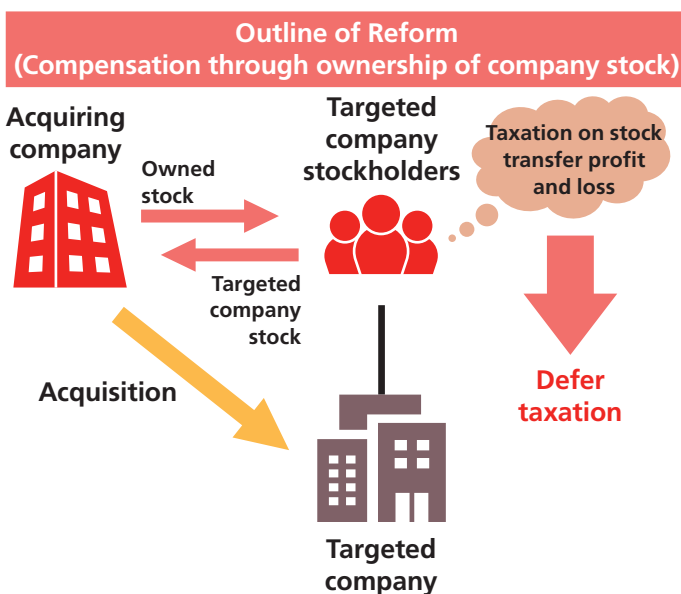 Outline of Reform
(Compensation through ownership of company stock)
Acquiring
company
Owned
stock
Targeted
company
stockholders
Taxation on stock
transfer profit
and loss
Targeted
company
stock
Acquisition
Defer
taxation
Targeted
company